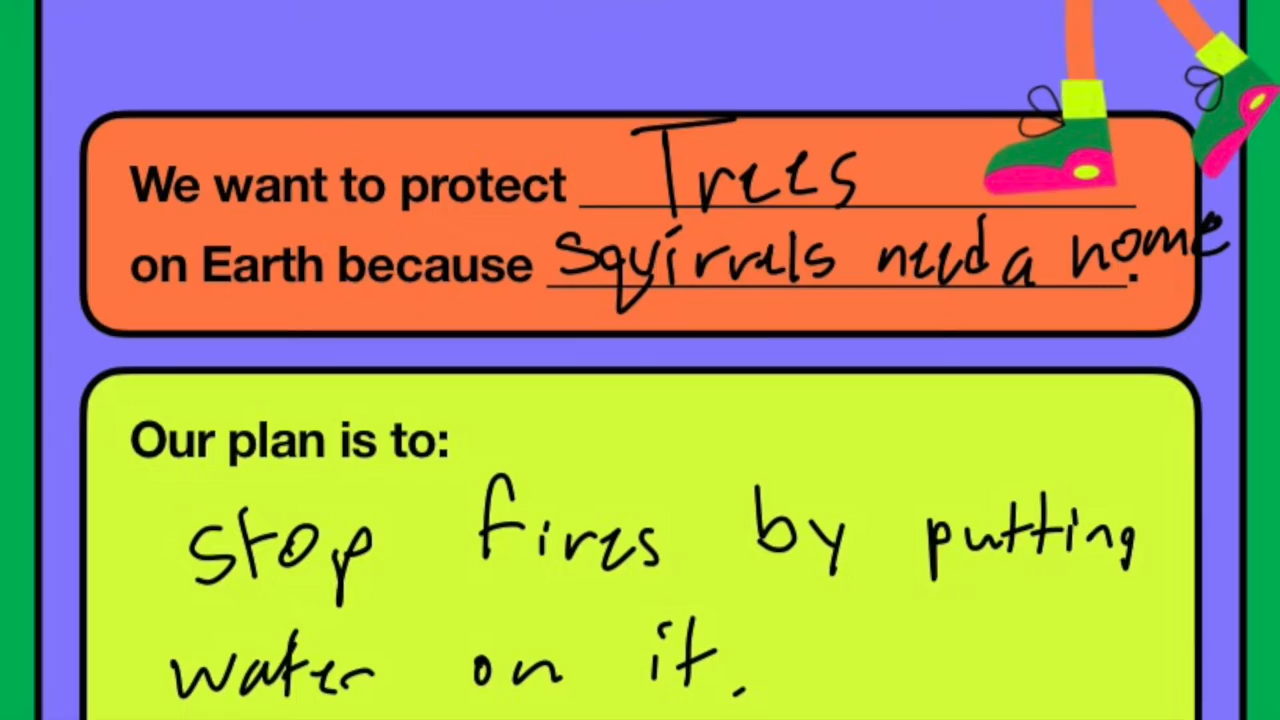 We want to protect Trees
on Earth because Squirrels need a home.
Our plan is to:
stop fires by putting
water on it.